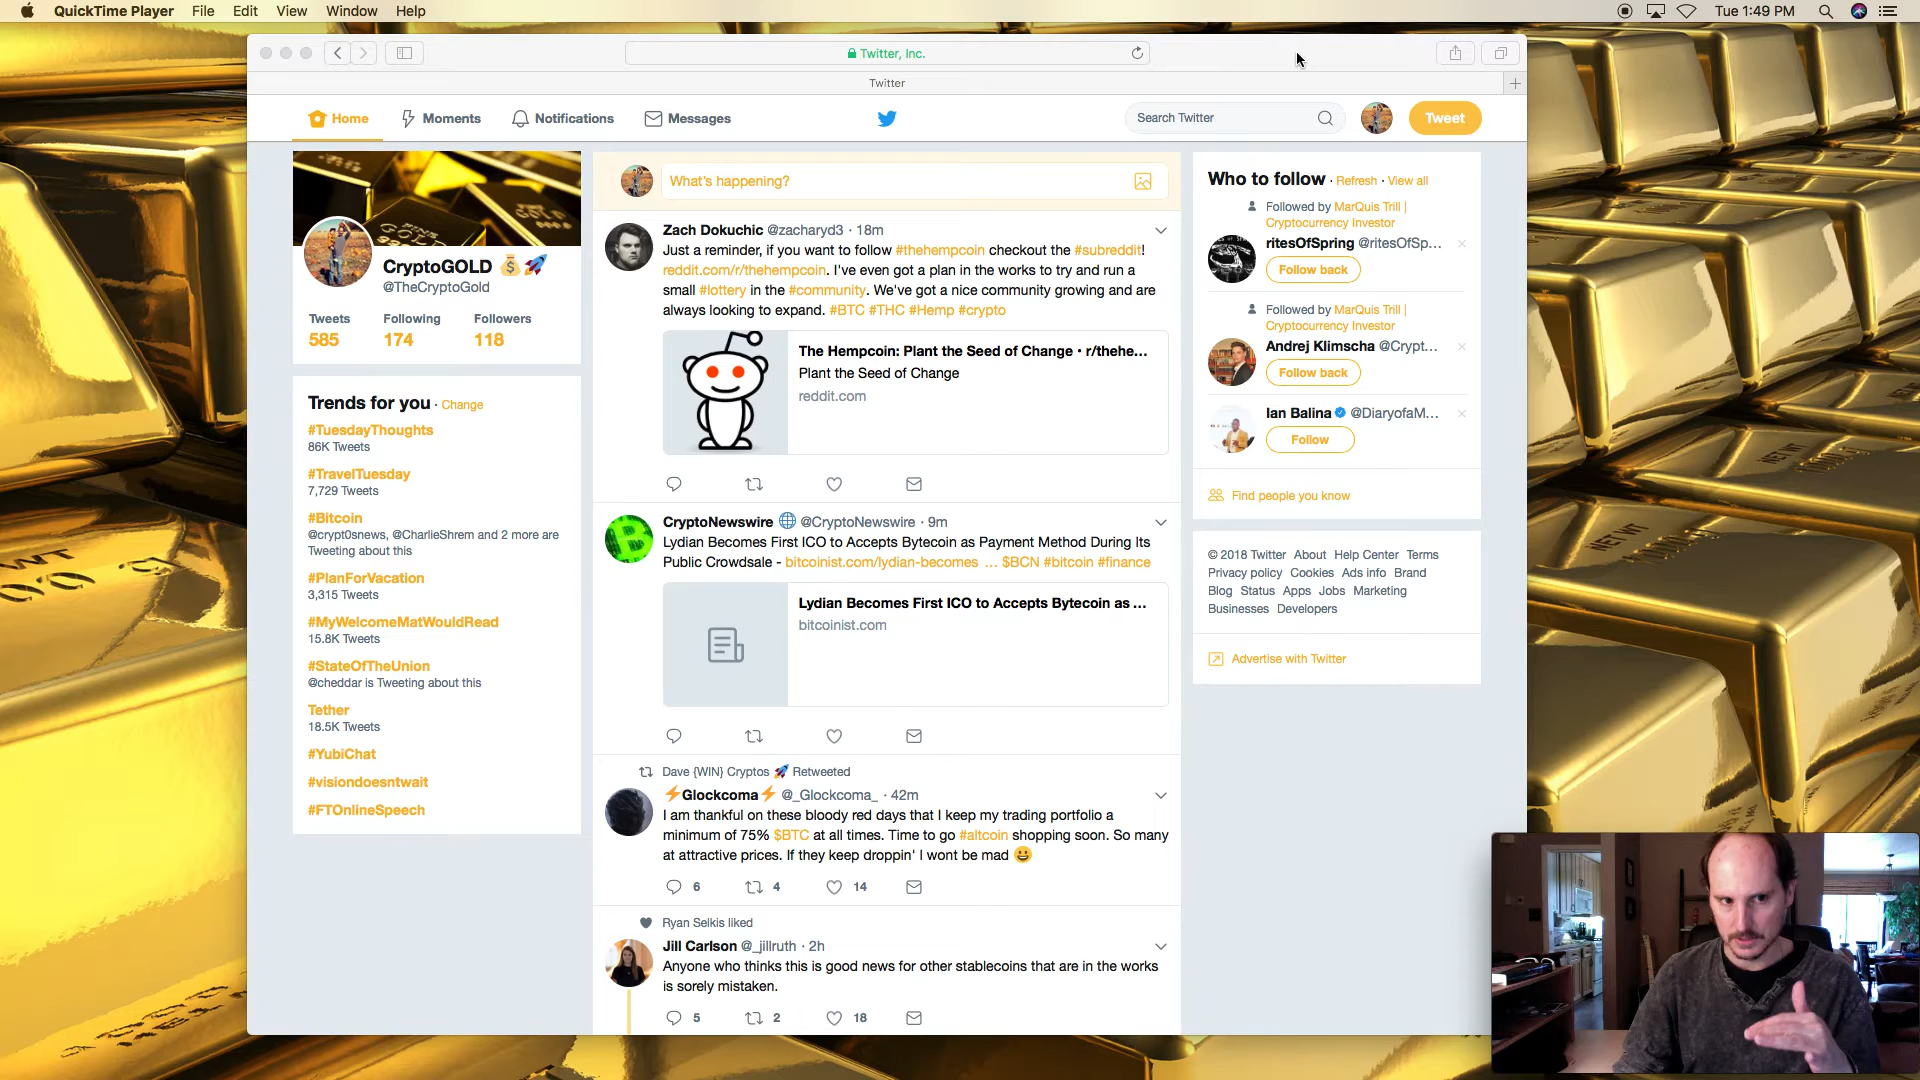 QuickTime Player File Edit View Window Help
Tue 1:49 PM
Twitter, Inc.
Twitter
Home Moments Notifications Messages
Search Twitter
Tweet
CryptoGOLD
@TheCryptoGold
Tweets Following Followers
585 174 118
Trends for you · Change
#TuesdayThoughts
86K Tweets
#TravelTuesday
7,729 Tweets
#Bitcoin
@crypt0snews, @CharlieShrem and 2 more are
Tweeting about this
#PlanForVacation
3,315 Tweets
#MyWelcomeMatWouldRead
15.8K Tweets
#StateOfTheUnion
@cheddar is Tweeting about this
Tether
18.5K Tweets
#YubiChat
#visiondoesntwait
#FTOnlineSpeech
What's happening?
Zach Dokuchic @zacharyd3 · 18m
Just a reminder, if you want to follow #thehempcoin checkout the #subreddit!
reddit.com/r/thehempcoin. I've even got a plan in the works to try and run a
small #lottery in the #community. We've got a nice community growing and are
always looking to expand. #BTC #THC #Hemp #crypto
The Hempcoin: Plant the Seed of Change • r/thehe...
Plant the Seed of Change
reddit.com
CryptoNewswire @CryptoNewswire · 9m
Lydian Becomes First ICO to Accepts Bytecoin as Payment Method During Its
Public Crowdsale - bitcoinist.com/lydian-becomes … $BCN #bitcoin #finance
Lydian Becomes First ICO to Accepts Bytecoin as ...
bitcoinist.com
Dave {WIN} Cryptos Retweeted
⚡Glockcoma⚡ @_Glockcoma_ · 42m
I am thankful on these bloody red days that I keep my trading portfolio a
minimum of 75% $BTC at all times. Time to go #altcoin shopping soon. So many
at attractive prices. If they keep droppin' I wont be mad
6 4 14
Ryan Selkis liked
Jill Carlson @_jillruth · 2h
Anyone who thinks this is good news for other stablecoins that are in the works
is sorely mistaken.
5 2 18
Who to follow · Refresh · View all
Followed by MarQuis Trill |
Cryptocurrency Investor
ritesOfSpring @ritesOfSp...
Follow back
Followed by MarQuis Trill |
Cryptocurrency Investor
Andrej Klimscha @Crypt...
Follow back
Ian Balina @DiaryofaM...
Follow
Find people you know
© 2018 Twitter About Help Center Terms
Privacy policy Cookies Ads info Brand
Blog Status Apps Jobs Marketing
Businesses Developers
Advertise with Twitter